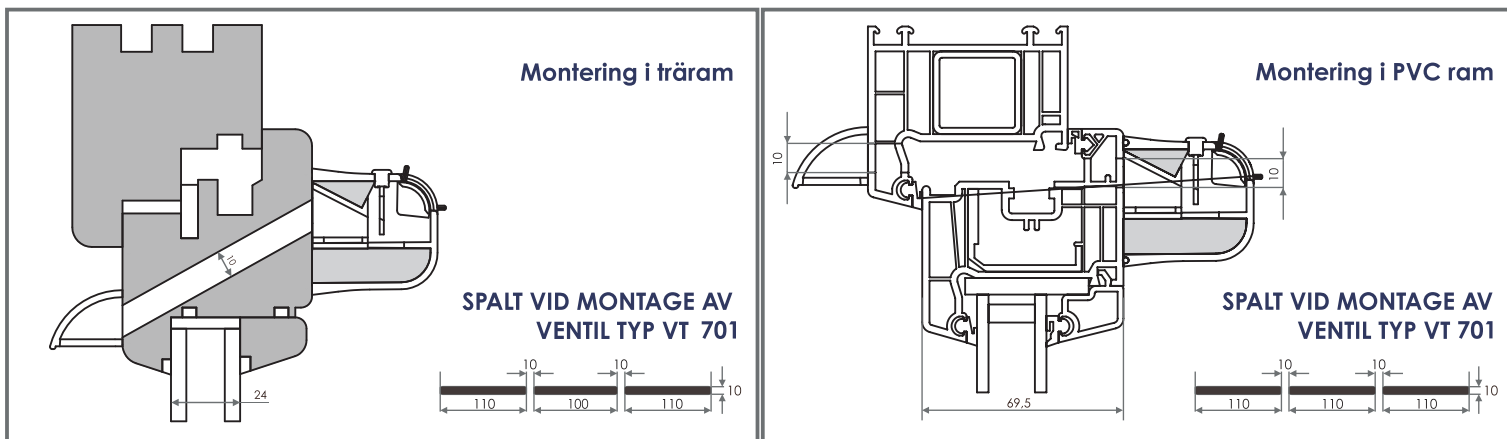 Montering i träram
10
SPALT VID MONTAGE AV
VENTIL TYP VT 701
10 10
10
110 100 110
24
Montering i PVC ram
10
10
SPALT VID MONTAGE AV
VENTIL TYP VT 701
10 10
10
110 110 110
69,5